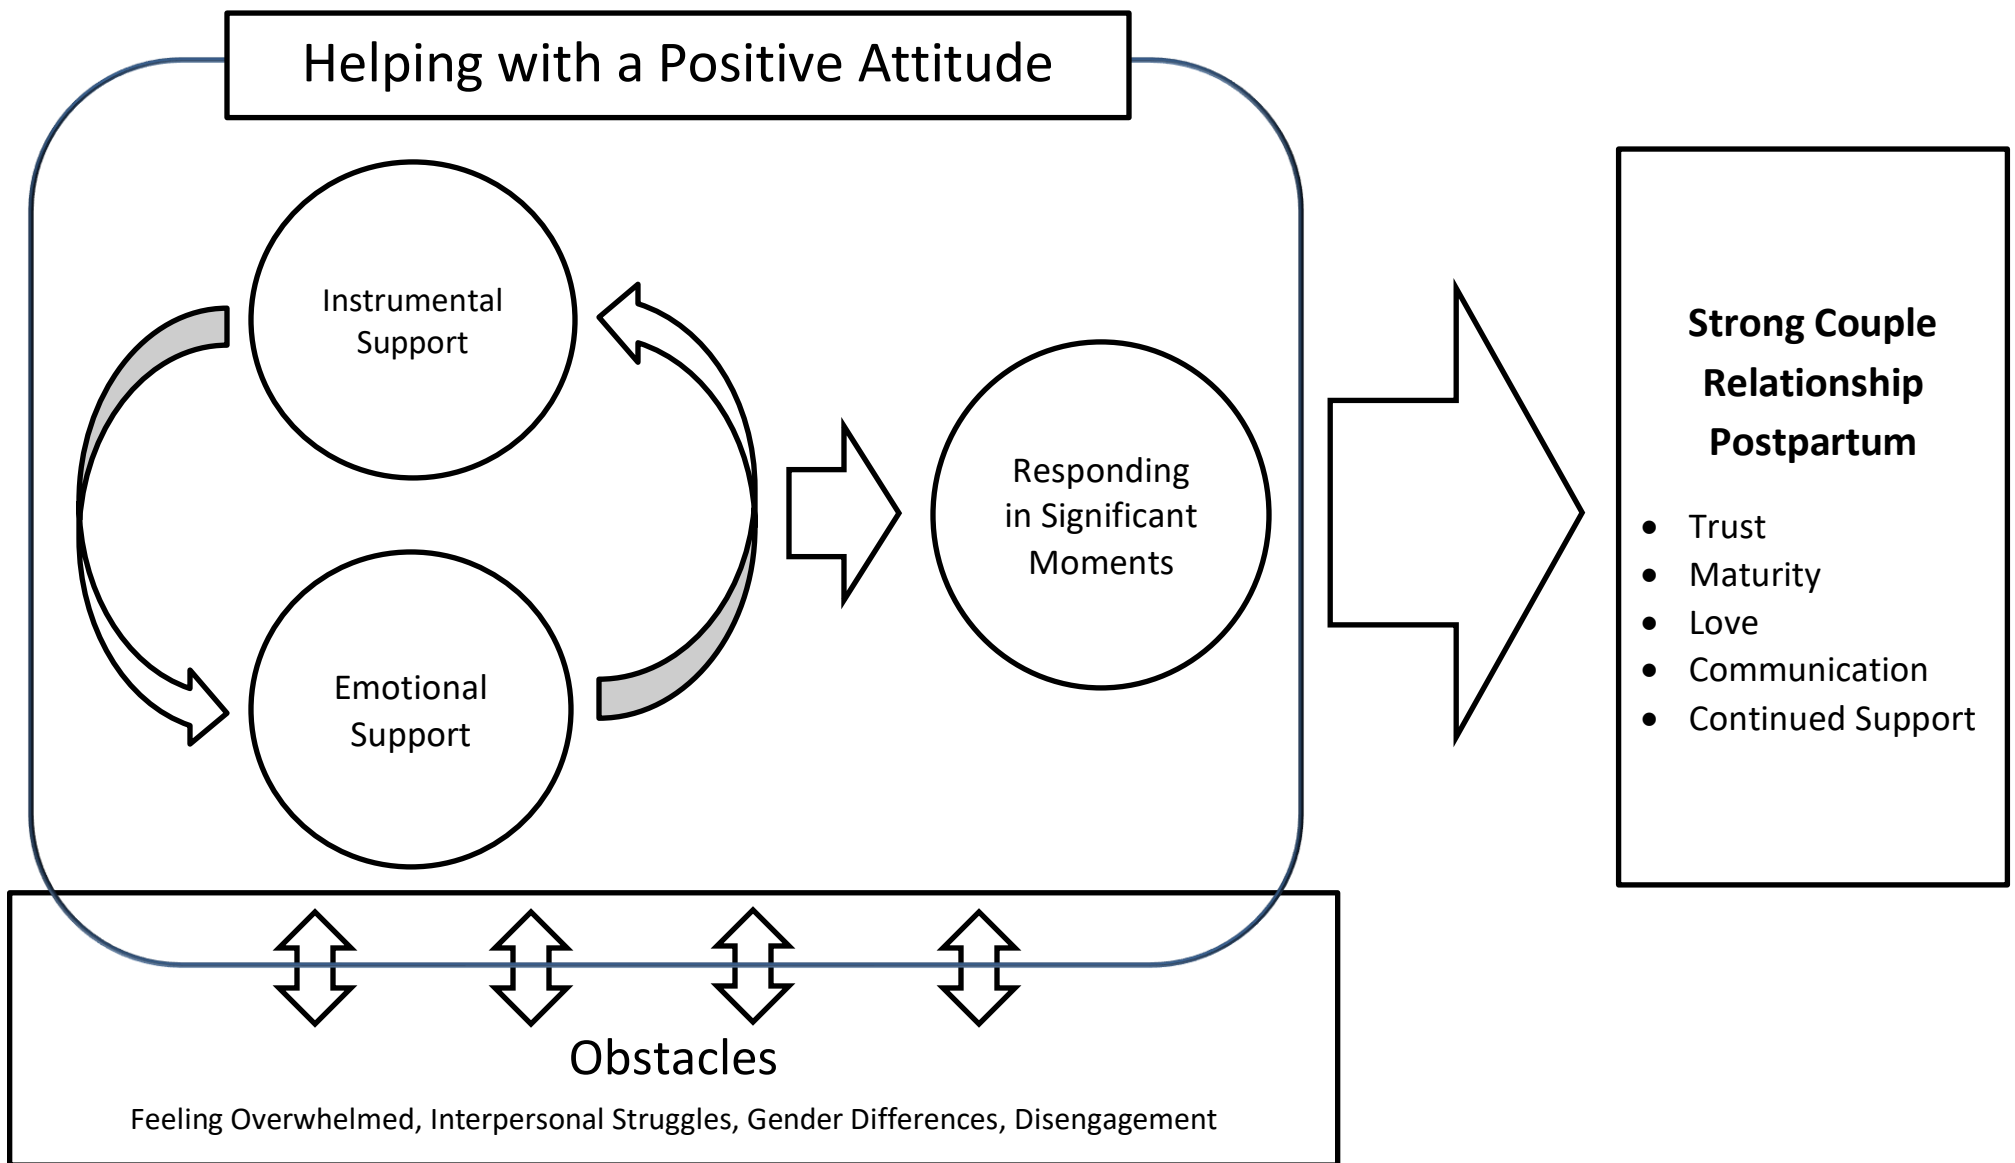 Helping with a Positive Attitude
Instrumental
Support
Emotional
Support
Responding
in Significant
Moments
Strong Couple
Relationship
Postpartum
• Trust
• Maturity
• Love
• Communication
• Continued Support
Obstacles
Feeling Overwhelmed, Interpersonal Struggles, Gender Differences, Disengagement